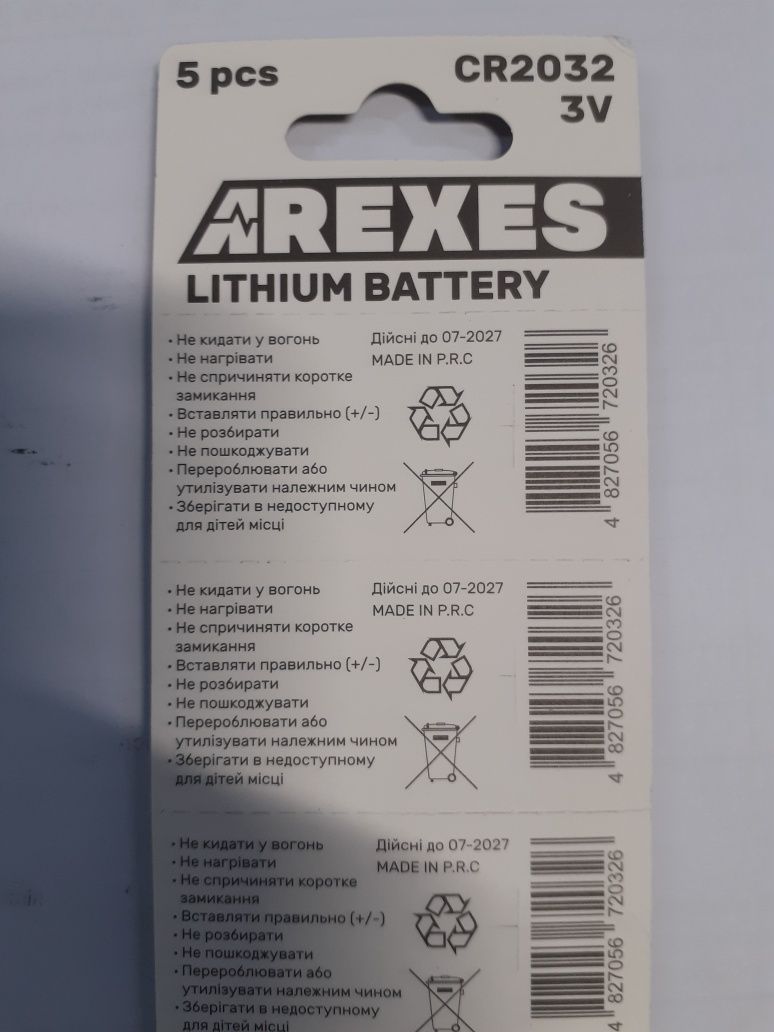 5 pcs
CR2032
3V
AREXES
LITHIUM BATTERY
• Не кидати у вогонь
• Не нагрівати
• Не спричиняти коротке
замикання
• Вставляти правильно (+/-)
• Не розбирати
• Не пошкоджувати
• Перероблювати або
утилізувати належним чином
• Зберігати в недоступному
для дітей місці
Дійсні до 07-2027
MADE IN P.R.C
4 827056 720326
• Не кидати у вогонь
• Не нагрівати
• Не спричиняти коротке
замикання
• Вставляти правильно (+/-)
• Не розбирати
• Не пошкоджувати
• Перероблювати або
утилізувати належним чином
• Зберігати в недоступному
для дітей місці
Дійсні до 07-2027
MADE IN P.R.C
4 827056 720326
• Не кидати у вогонь
• Не нагрівати
• Не спричиняти коротке
замикання
• Вставляти правильно (+/-)
• Не розбирати
• Не пошкоджувати
• Перероблювати або
утилізувати належним чином
• Зберігати в недоступному
для дітей місці
Дійсні до 07-2027
MADE IN P.R.C
4 827056 720326